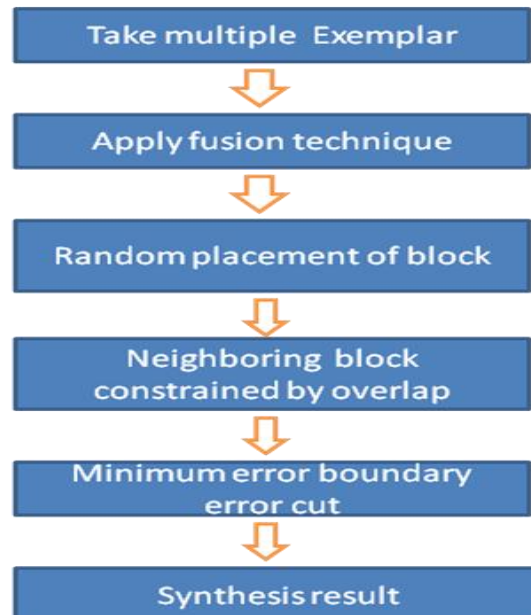 Take multiple Exemplar
Apply fusion technique
Random placement of block
Neighboring block
constrained by overlap
Minimum error boundary
error cut
Synthesis result